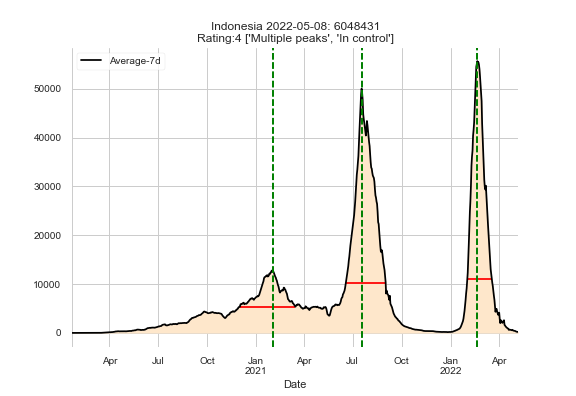 Indonesia 2022-05-08: 6048431
Rating:4 ['Multiple peaks', 'In control']
Average-7d
50000
40000
30000
20000
10000
0
Apr Jul Oct Jan Apr Jul Oct Jan Apr
2021 2022
Date